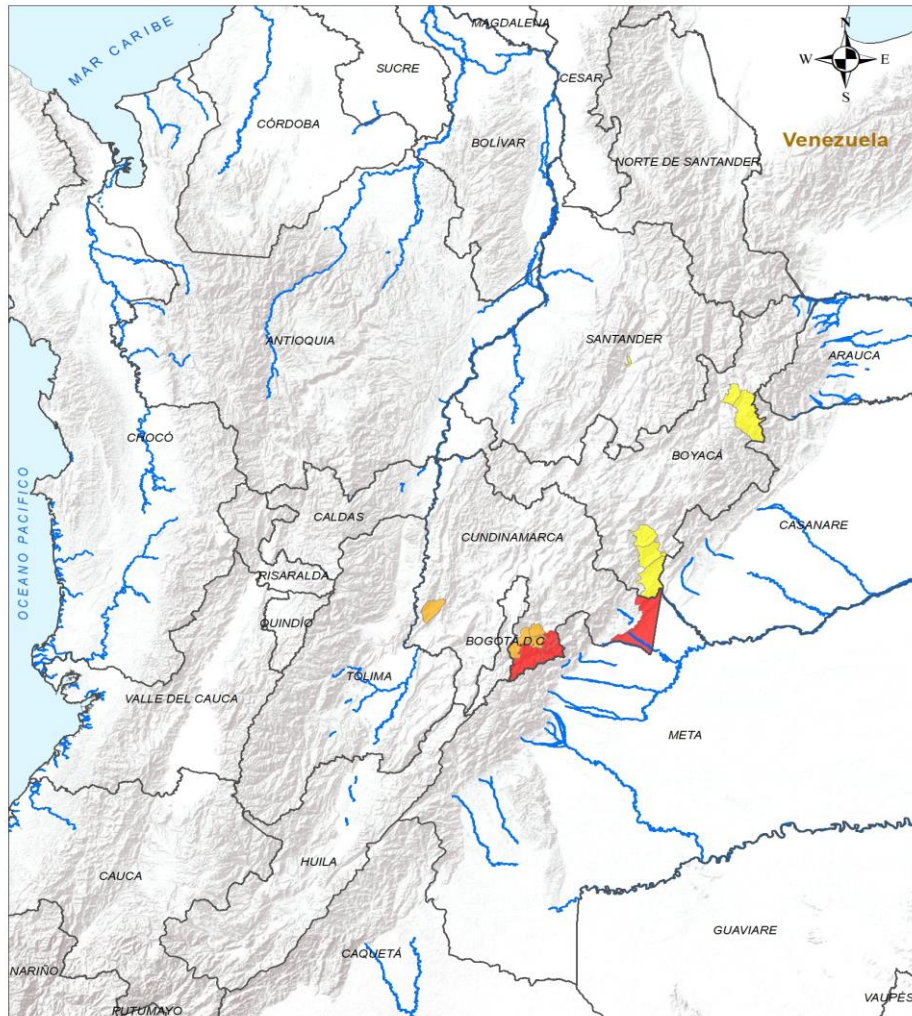 MAGDALENA
MAR CARIBE
N
W E
S
SUCRE
CESAR
CÓRDOBA
BOLÍVAR
Venezuela
NORTE DE SANTANDER
ANTIOQUIA
SANTANDER
ARAUCA
CHOCÓ
BOYACÁ
OCEANO PACIFICO
CALDAS
CUNDINAMARCA
CASANARE
RISARALDA
QUINDÍO
BOGOTÁ,D.C
TOLIMA
VALLE DEL CAUCA
META
HUILA
CAUCA
GUAVIARE
CAQUETÁ
NARIÑO
PUTUMAYO
VAUPÉS